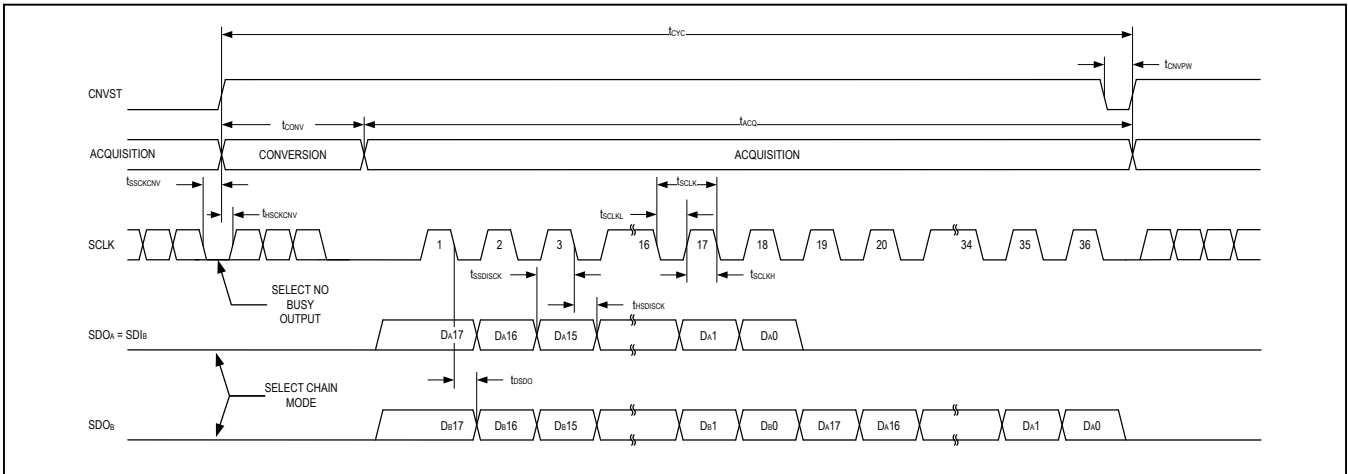 tCYC
tCNVPW
CNVST
tCONV
tACQ
ACQUISITION CONVERSION ACQUISITION
tSSCKCNV
tHSCKCNV
tSCLK
tSCLKL
SCLK 1 2 3 16 17 18 19 20 34 35 36
tSSDISCK
tSCLKH
tHSDISCK
SELECT NO
BUSY
OUTPUT
SDOA = SDIB DA17 DA16 DA15 DA1 DA0
tDSDO
SELECT CHAIN
MODE
SDOB DB17 DB16 DB15 DB1 DB0 DA17 DA16 DA1 DA0